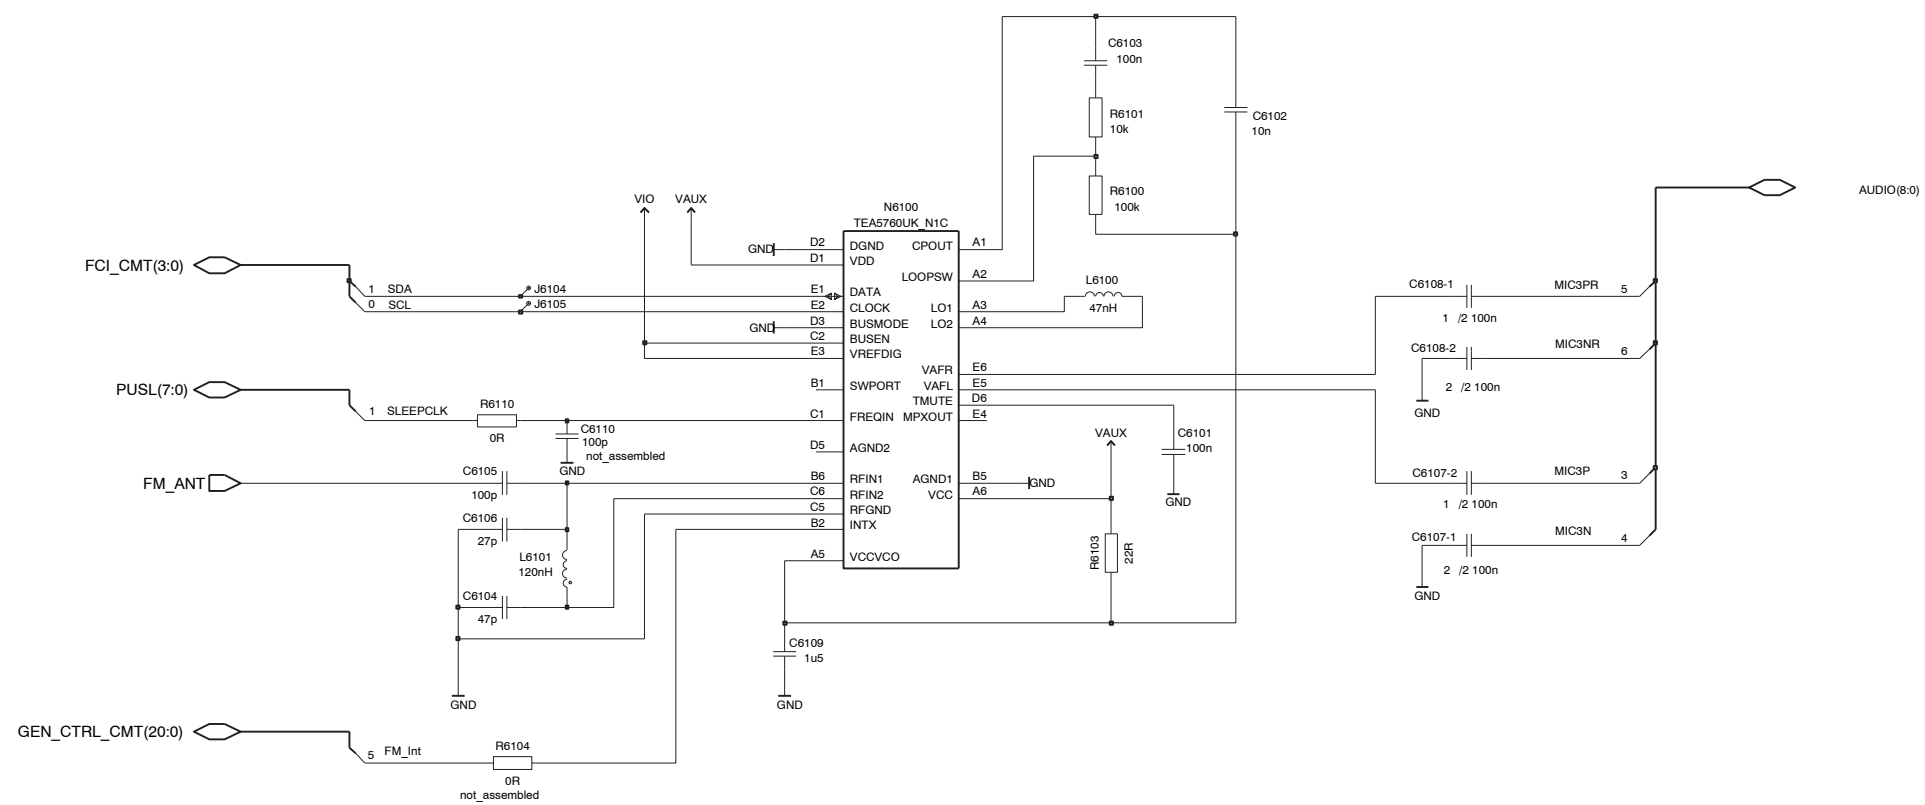 C6103
100n
R6101
10k
C6102
10n
R6100
100k
VIO
VAUX
N6100
TEA5760UK_N1C
AUDIO(8:0)
FCI_CMT(3:0)
1 SDA
0 SCL
J6104
J6105
GND
D2 DGND
D1 VDD
E1 DATA
E2 CLOCK
GND
D3 BUSMODE
C2 BUSEN
E3 VREFDIG
B1 SWPORT
C1 FREQIN
D5 AGND2
B6 RFIN1
C6 RFIN2
C5 RFGND
B2 INTX
A5 VCCVCO
CPOUT A1
LOOPSW A2
LO1 A3
LO2 A4
VAFR E6
VAFL E5
TMUTE D6
MPXOUT E4
AGND1 B5
GND
VCC A6
L6100
47nH
C6108-1
1 /2 100n
MIC3PR 5
C6108-2
2 /2 100n
GND
MIC3NR 6
PUSL(7:0)
1 SLEEPCLK
R6110
0R
C6110
100p
not_assembled
GND
VAUX
C6101
100n
GND
C6107-2
1 /2 100n
MIC3P 3
C6107-1
2 /2 100n
GND
MIC3N 4
FM_ANT
C6105
100p
C6106
27p
L6101
120nH
C6104
47p
GND
R6103
22R
C6109
1u5
GND
GEN_CTRL_CMT(20:0)
5 FM_Int
R6104
0R
not_assembled